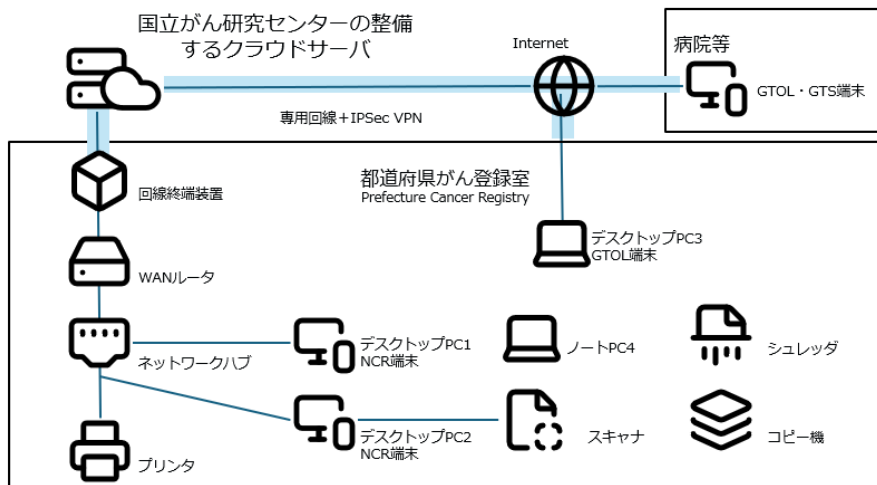 国立がん研究センターの整備
するクラウドサーバ
Internet
病院等
GTOL・GTS端末
専用回線＋IPSec VPN
回線終端装置
都道府県がん登録室
Prefecture Cancer Registry
デスクトップPC3
GTOL端末
WANルータ
ネットワークハブ
デスクトップPC1
NCR端末
ノートPC4
シュレッダ
プリンタ
デスクトップPC2
NCR端末
スキャナ
コピー機